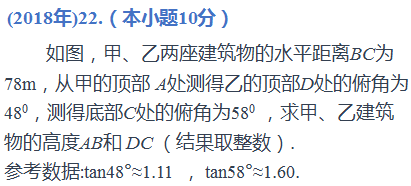 (2018年)22.（本小题10分）
如图，甲、乙两座建筑物的水平距离BC为
78m，从甲的顶部 A处测得乙的顶部D处的俯角为
48⁰，测得底部C处的俯角为58⁰ ，求甲、乙建筑
物的高度AB和 DC（结果取整数）.
参考数据:tan48°≈1.11 ，tan58°≈1.60.